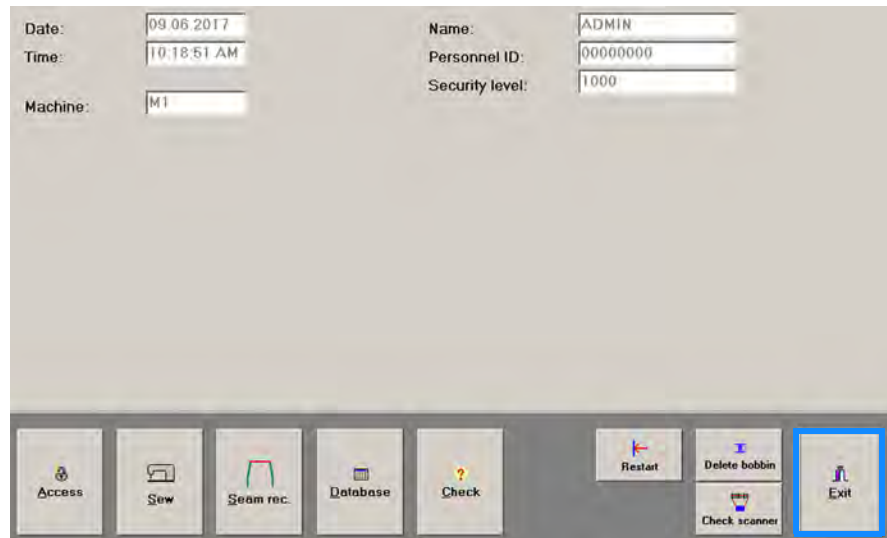 Date: 09.06.2017
Time: 10:18:51 AM
Machine: M1
Name: ADMIN
Personnel ID: 00000000
Security level: 1000
Access
Sew
Seam rec.
Database
Check
Restart
Delete bobbin
Check scanner
Exit